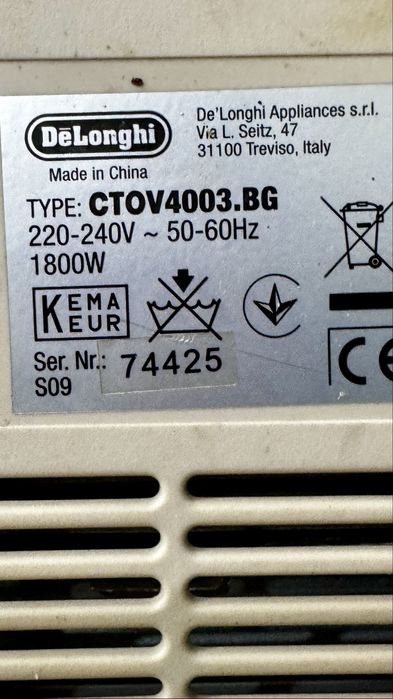 DeLonghi
De'Longhi Appliances s.r.l.
Via L. Seitz, 47
31100 Treviso, Italy
Made in China
TYPE: CTOV4003.BG
220-240V ~ 50-60Hz
1800W
KEMA
KEUR
CE
Ser. Nr.: 74425
S09